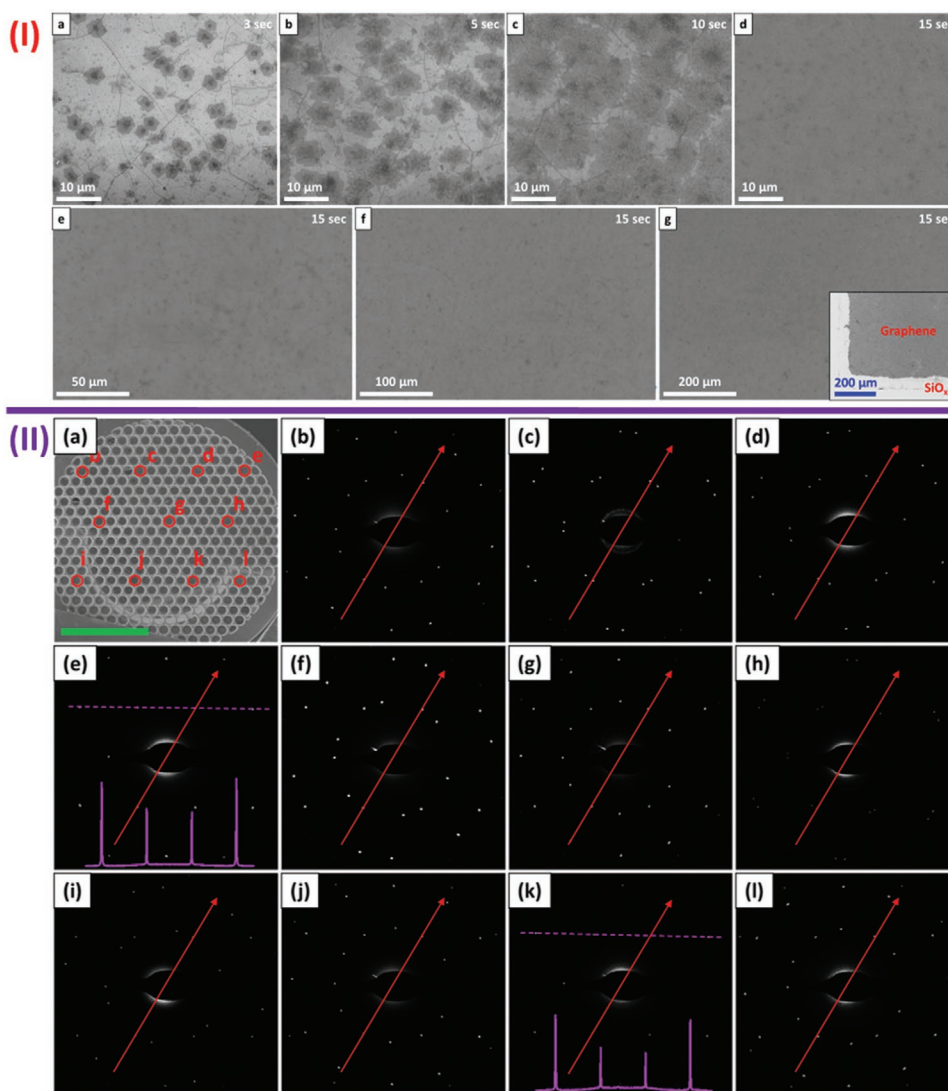 (I)
a 3 sec
10 μm
b 5 sec
10 μm
c 10 sec
10 μm
d 15 sec
10 μm
e 15 sec
50 μm
f 15 sec
100 μm
g 15 sec
200 μm
Graphene
200 μm
SiOx
(II)
(a)
b c d e
f g h
i j k l
(b)
(c)
(d)
(e)
(f)
(g)
(h)
(i)
(j)
(k)
(l)